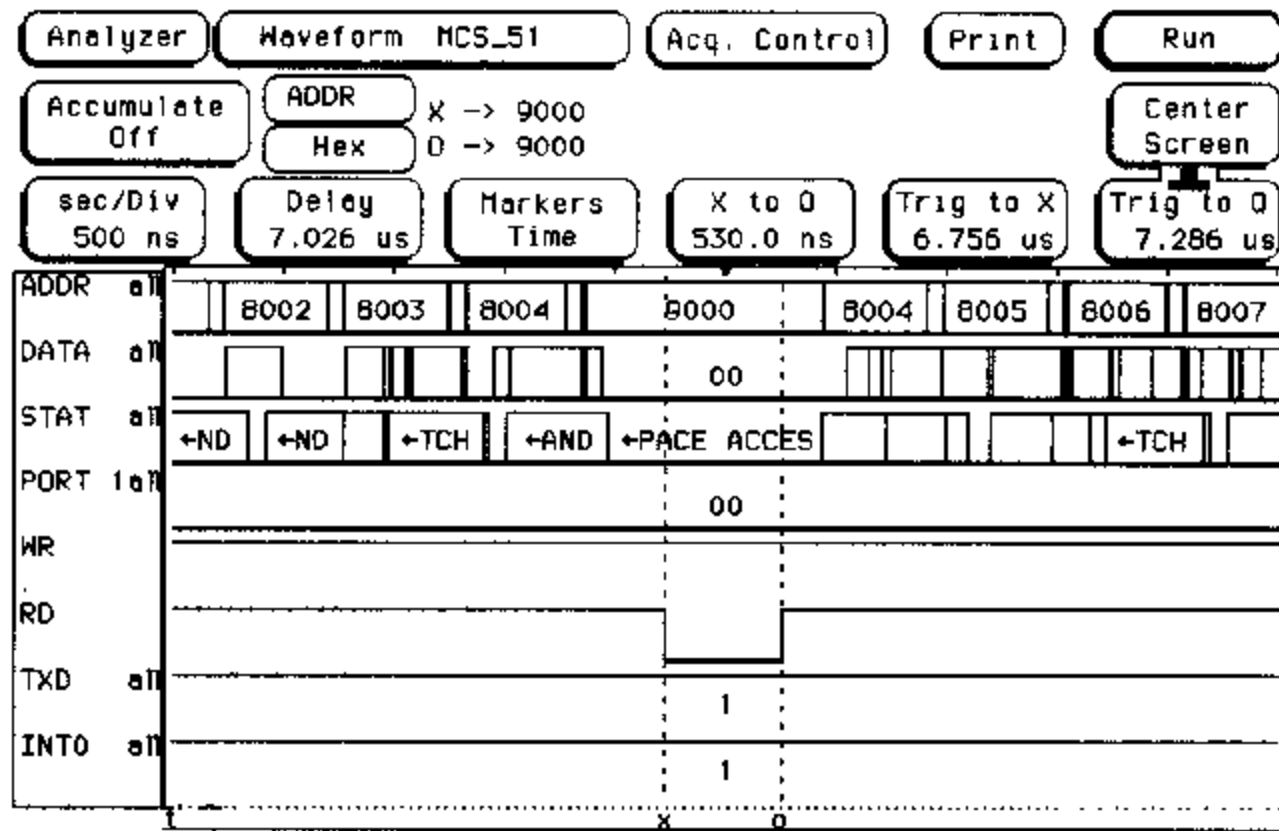 Analyzer Waveform MCS_51 Acq. Control Print Run
Accumulate Off ADDR X -> 9000 Center Screen
Hex O -> 9000
sec/Div Delay Markers X to O Trig to X Trig to O
500 ns 7.026 us Time 530.0 ns 6.756 us 7.286 us
ADDR all 8002 8003 8004 9000 8004 8005 8006 8007
DATA all 00
STAT all ←ND ←ND ←TCH ←AND ←PACE ACCES ←TCH
PORT 1all 00
WR
RD
TXD all 1
INT0 all 1
t x o